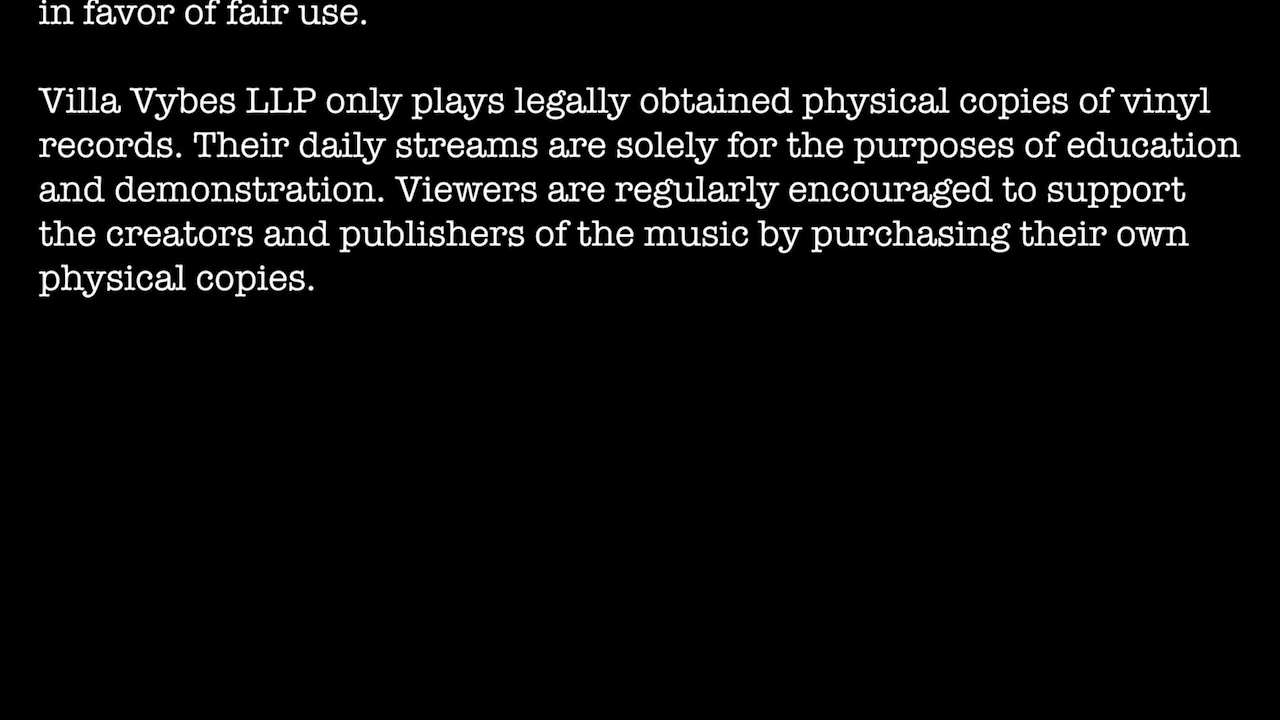 in favor of fair use.
Villa Vybes LLP only plays legally obtained physical copies of vinyl
records. Their daily streams are solely for the purposes of education
and demonstration. Viewers are regularly encouraged to support
the creators and publishers of the music by purchasing their own
physical copies.